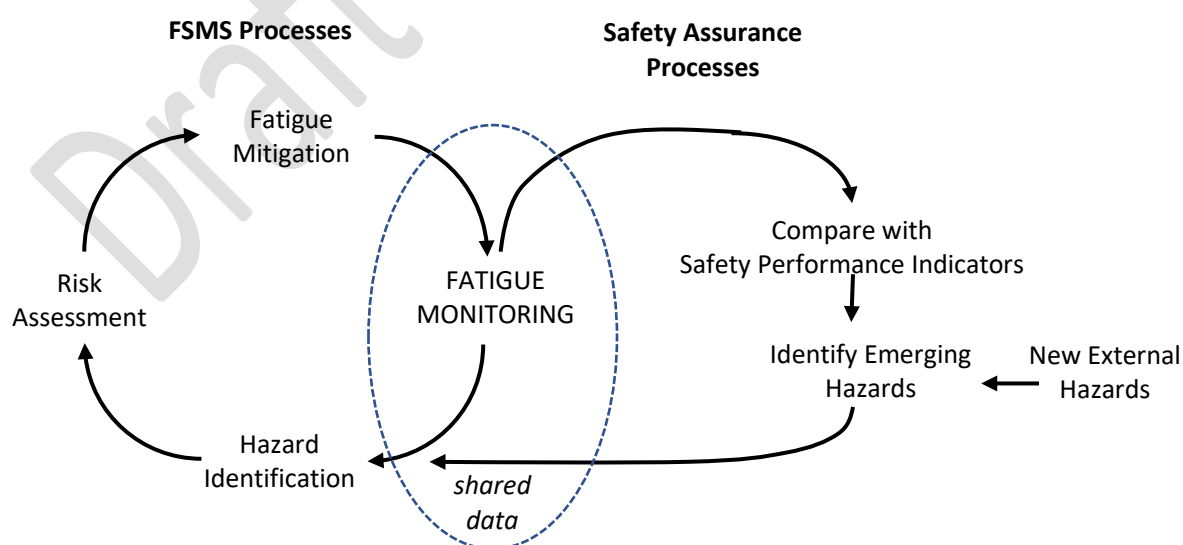 FSMS Processes
Safety Assurance
Processes
Draft
Fatigue
Mitigation
Compare with
Safety Performance Indicators
FATIGUE
MONITORING
Risk
Assessment
Identify Emerging
Hazards
New External
Hazards
Hazard
Identification
shared
data